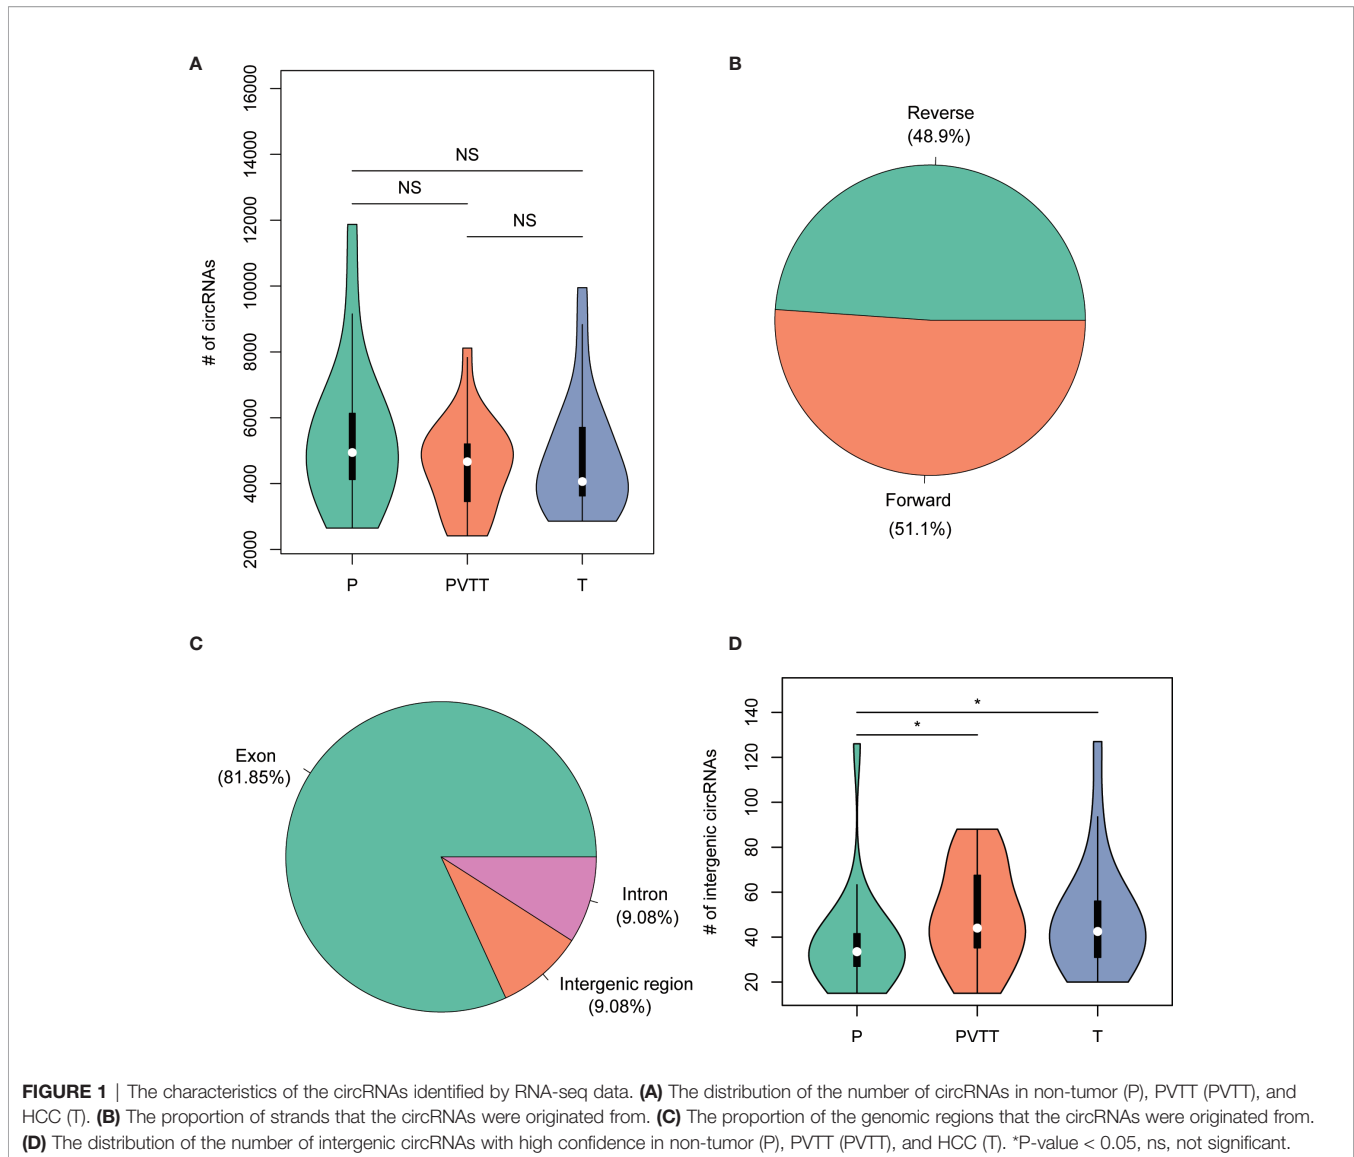 A
# of circRNAs
16000
14000
12000
10000
8000
6000
4000
2000
NS
NS
NS
P
PVTT
T
B
Reverse
(48.9%)
Forward
(51.1%)
C
Exon
(81.85%)
Intron
(9.08%)
Intergenic region
(9.08%)
D
# of intergenic circRNAs
140
120
100
80
60
40
20
*
*
P
PVTT
T
FIGURE 1 | The characteristics of the circRNAs identified by RNA-seq data. (A) The distribution of the number of circRNAs in non-tumor (P), PVTT (PVTT), and
HCC (T). (B) The proportion of strands that the circRNAs were originated from. (C) The proportion of the genomic regions that the circRNAs were originated from.
(D) The distribution of the number of intergenic circRNAs with high confidence in non-tumor (P), PVTT (PVTT), and HCC (T). *P-value < 0.05, ns, not significant.